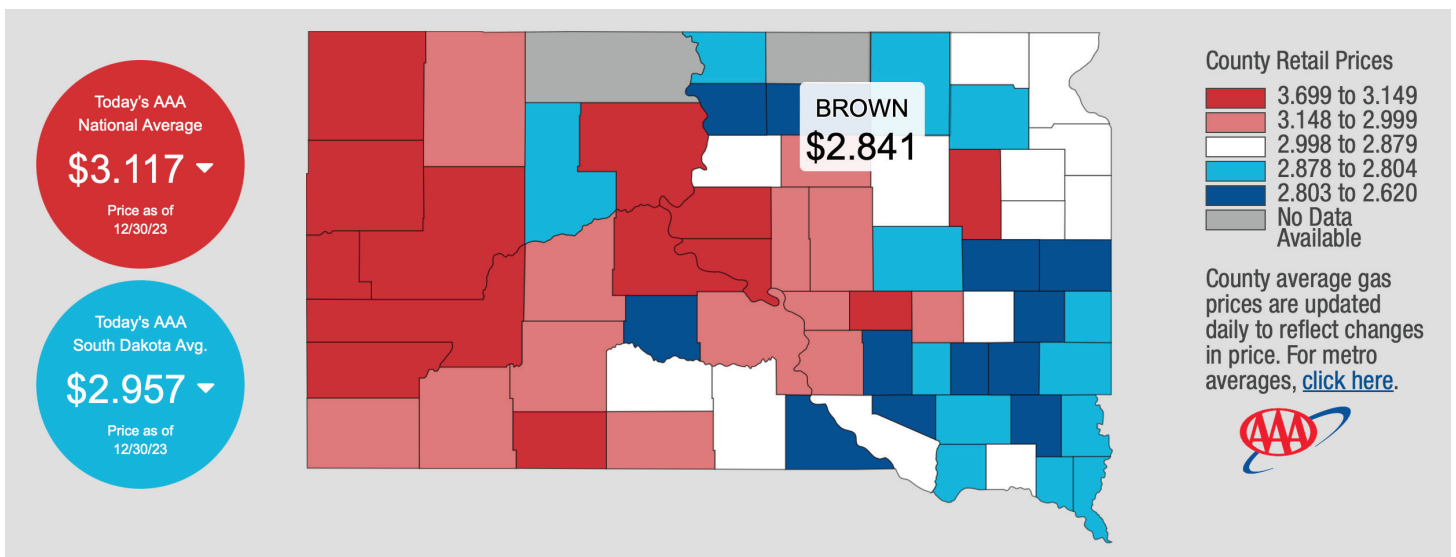 Today's AAA
National Average
$3.117
Price as of
12/30/23
Today's AAA
South Dakota Avg.
$2.957
Price as of
12/30/23
BROWN
$2.841
County Retail Prices
3.699 to 3.149
3.148 to 2.999
2.998 to 2.879
2.878 to 2.804
2.803 to 2.620
No Data
Available
County average gas
prices are updated
daily to reflect changes
in price. For metro
averages, click here.
AAA